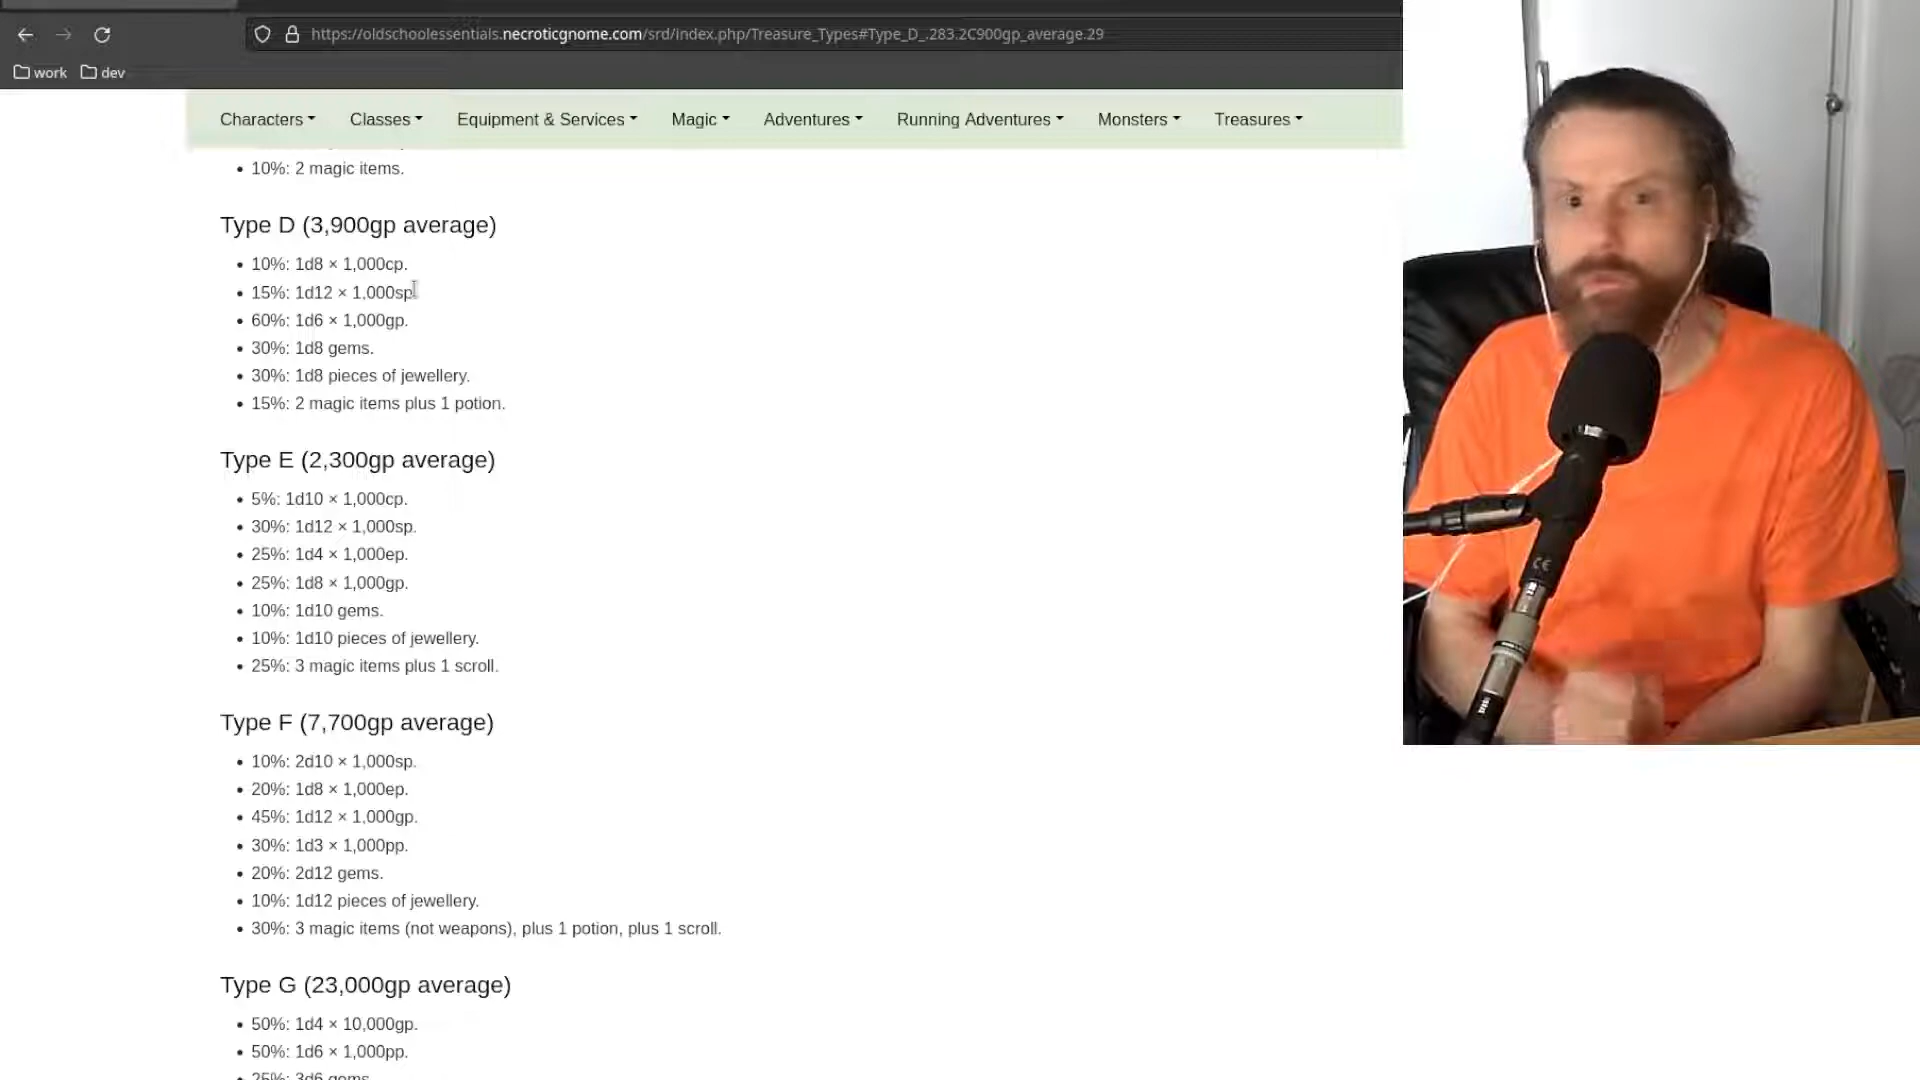 https://oldschoolessentials.necroticgnome.com/srd/index.php/Treasure_Types#Type_D_.283.2C900gp_average.29
work dev
Characters Classes Equipment & Services Magic Adventures Running Adventures Monsters Treasures
10%: 2 magic items.
Type D (3,900gp average)
10%: 1d8 × 1,000cp.
15%: 1d12 × 1,000sp.
60%: 1d6 × 1,000gp.
30%: 1d8 gems.
30%: 1d8 pieces of jewellery.
15%: 2 magic items plus 1 potion.
Type E (2,300gp average)
5%: 1d10 × 1,000cp.
30%: 1d12 × 1,000sp.
25%: 1d4 × 1,000ep.
25%: 1d8 × 1,000gp.
10%: 1d10 gems.
10%: 1d10 pieces of jewellery.
25%: 3 magic items plus 1 scroll.
Type F (7,700gp average)
10%: 2d10 × 1,000sp.
20%: 1d8 × 1,000ep.
45%: 1d12 × 1,000gp.
30%: 1d3 × 1,000pp.
20%: 2d12 gems.
10%: 1d12 pieces of jewellery.
30%: 3 magic items (not weapons), plus 1 potion, plus 1 scroll.
Type G (23,000gp average)
50%: 1d4 × 10,000gp.
50%: 1d6 × 1,000pp.
25%: 3d6 gems.
CE